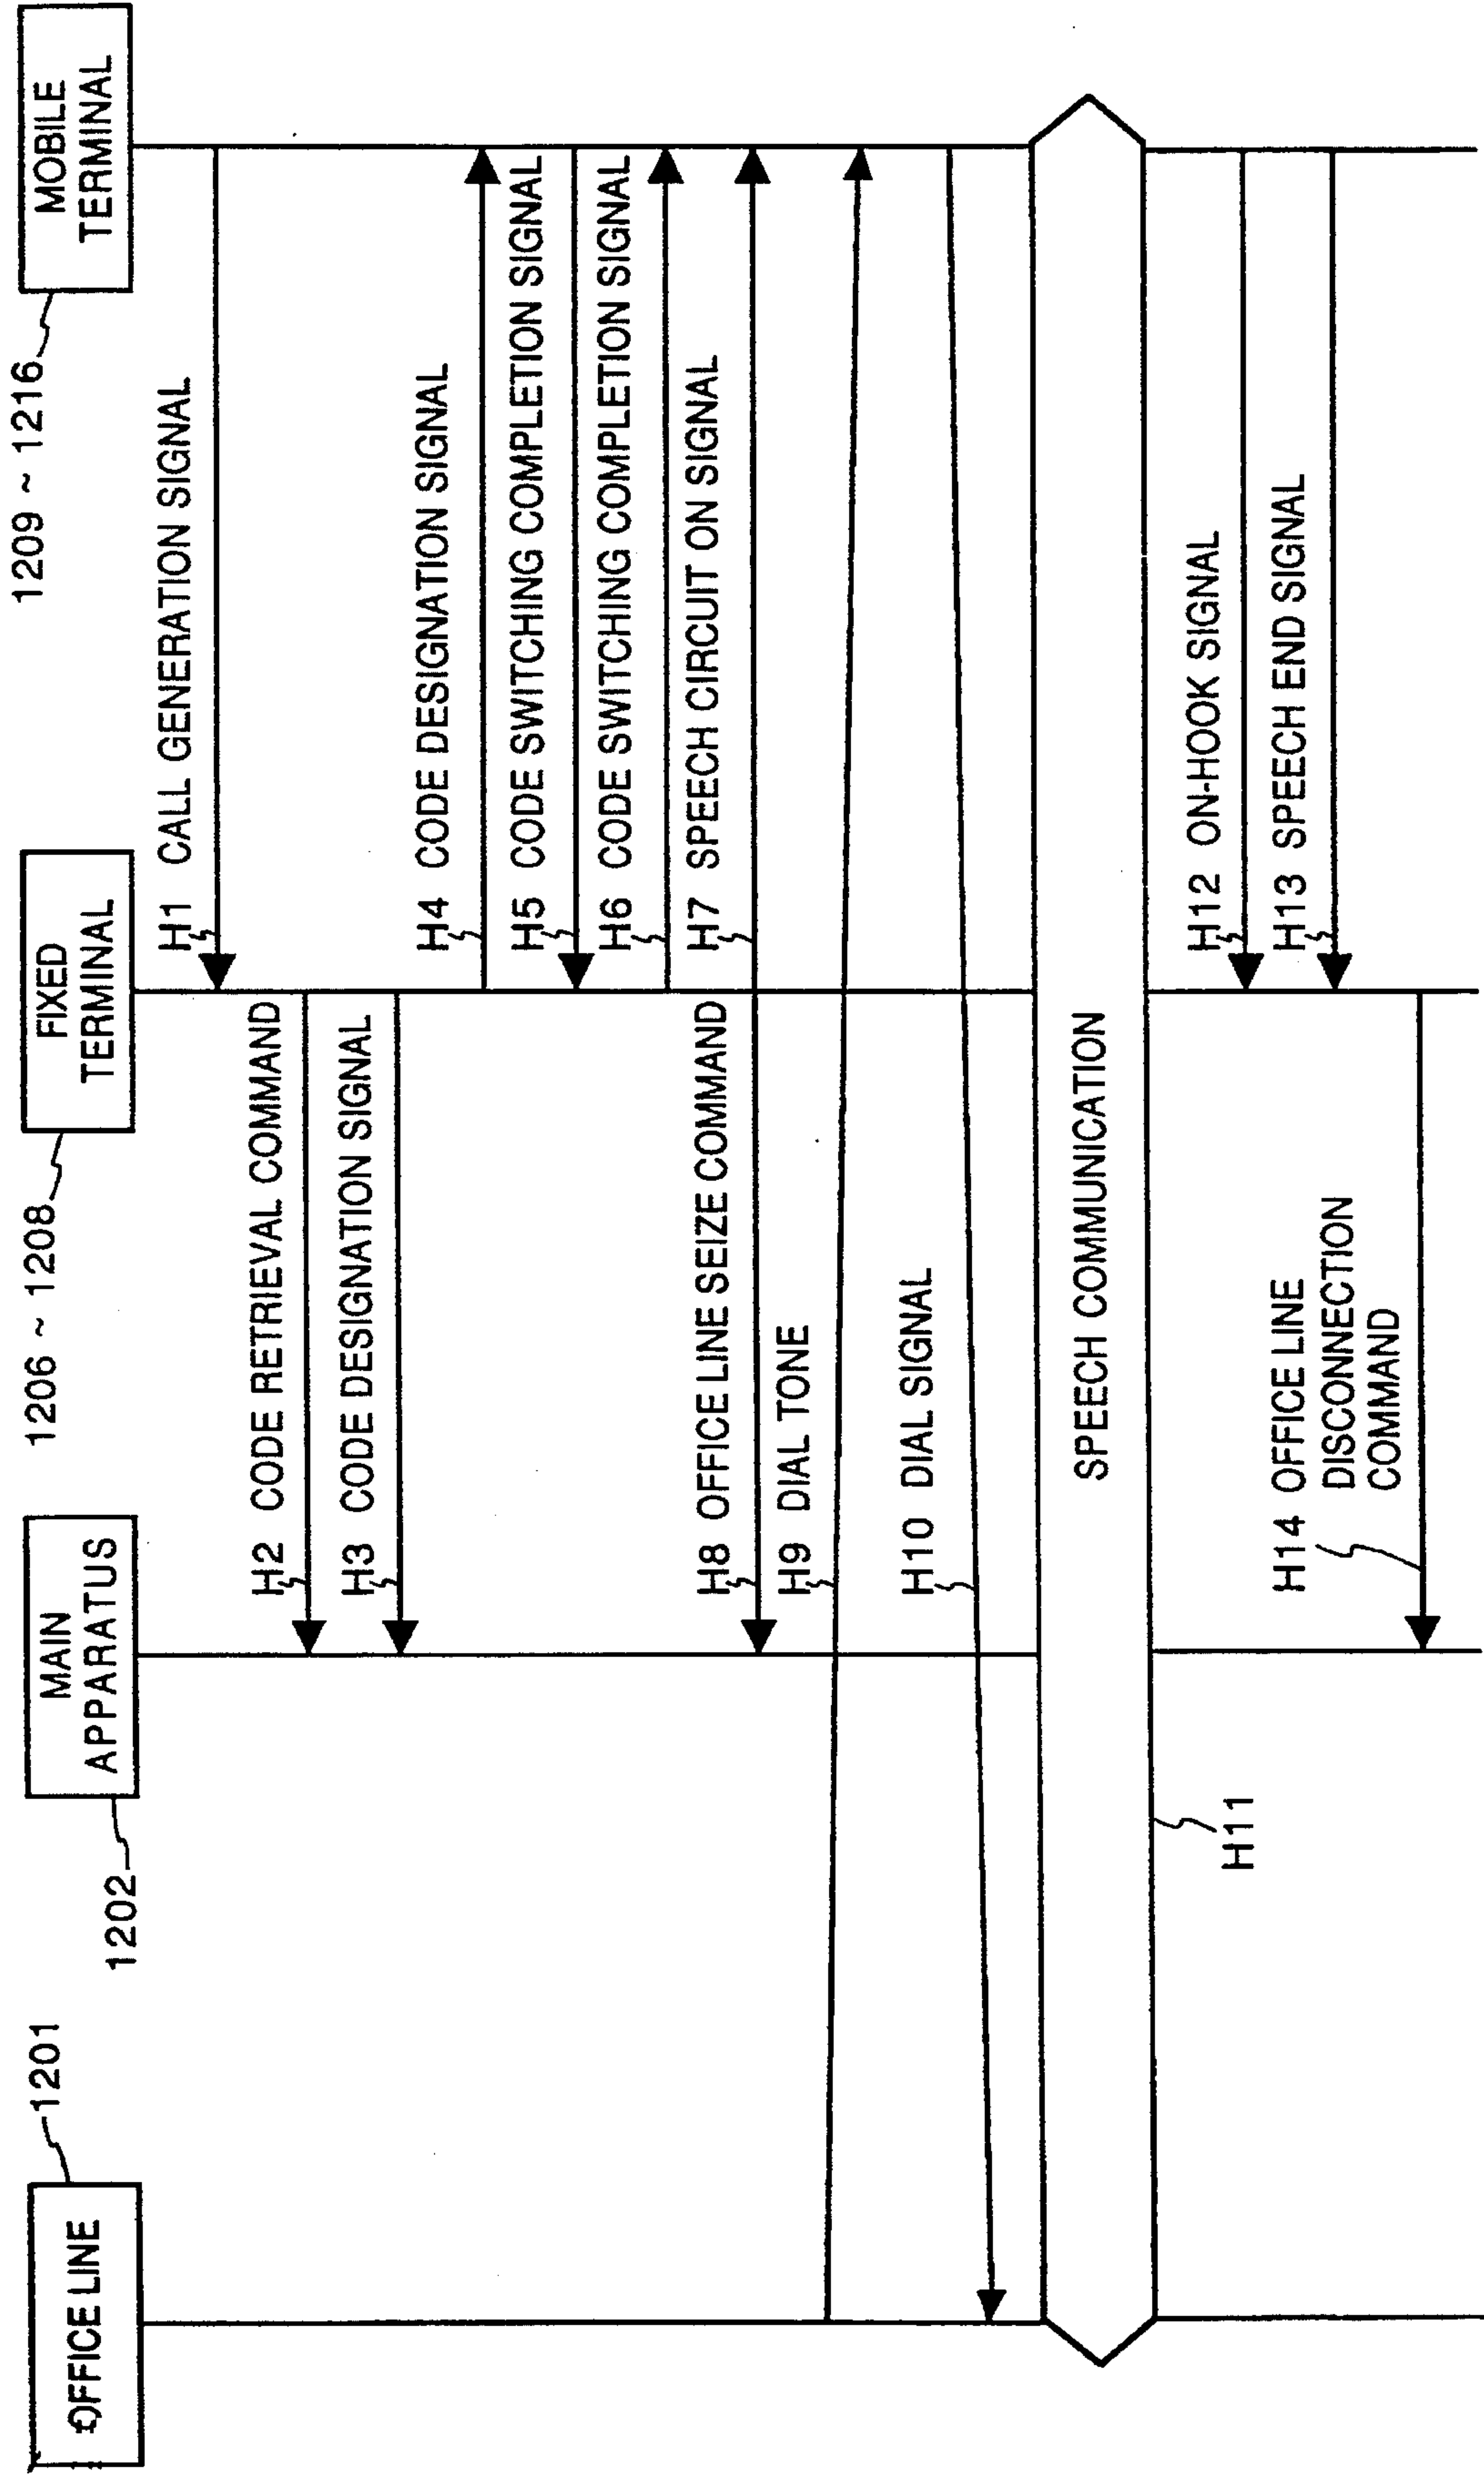 OFFICE LINE
1201
MAIN
APPARATUS
1202
FIXED
TERMINAL
1206 ~ 1208
MOBILE
TERMINAL
1209 ~ 1216
H1 CALL GENERATION SIGNAL
H2 CODE RETRIEVAL COMMAND
H3 CODE DESIGNATION SIGNAL
H4 CODE DESIGNATION SIGNAL
H5 CODE SWITCHING COMPLETION SIGNAL
H6 CODE SWITCHING COMPLETION SIGNAL
H7 SPEECH CIRCUIT ON SIGNAL
H8 OFFICE LINE SEIZE COMMAND
H9 DIAL TONE
H10 DIAL SIGNAL
SPEECH COMMUNICATION
H11
H12 ON-HOOK SIGNAL
H13 SPEECH END SIGNAL
H14 OFFICE LINE
DISCONNECTION
COMMAND